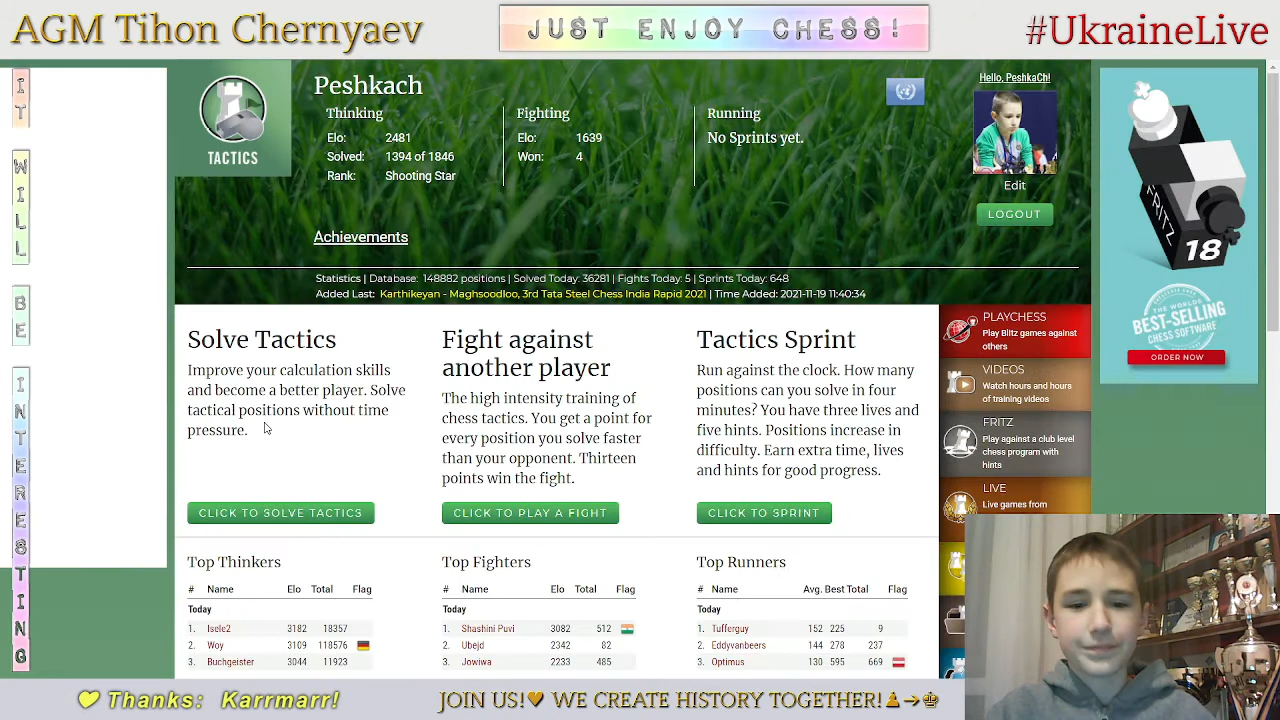 AGM Tihon Chernyaev
JUST ENJOY CHESS!
#UkraineLive
IT
WILL
BE
INTERESTING
TACTICS
Peshkach
Thinking
Elo: 2481
Solved: 1394 of 1846
Rank: Shooting Star
Fighting
Elo: 1639
Won: 4
Running
No Sprints yet.
Hello, PeshkaCh!
Edit
LOGOUT
Achievements
Statistics | Database: 148882 positions | Solved Today: 36281 | Fights Today: 5 | Sprints Today: 648
Added Last: Karthikeyan - Maghsoodloo, 3rd Tata Steel Chess India Rapid 2021 | Time Added: 2021-11-19 11:40:34
Solve Tactics
Improve your calculation skills
and become a better player. Solve
tactical positions without time
pressure.
CLICK TO SOLVE TACTICS
Fight against
another player
The high intensity training of
chess tactics. You get a point for
every position you solve faster
than your opponent. Thirteen
points win the fight.
CLICK TO PLAY A FIGHT
Tactics Sprint
Run against the clock. How many
positions can you solve in four
minutes? You have three lives and
five hints. Positions increase in
difficulty. Earn extra time, lives
and hints for good progress.
CLICK TO SPRINT
PLAYCHESS
Play Blitz games against
others
VIDEOS
Watch hours and hours
of training videos
FRITZ
Play against a club level
chess program with
hints
LIVE
Live games from
FRITZ
18
THE WORLDS
BEST-SELLING
CHESS SOFTWARE
ORDER NOW
Top Thinkers
# Name Elo Total Flag
Today
1. Isele2 3182 18357
2. Woy 3109 118576
Buchgeister 3044 11923
Top Fighters
# Name Elo Total Flag
Today
1. Shashini Puvi 3082 512
2. Ubejd 2342 82
3. Jowiwa 2233 485
Top Runners
# Name Avg. Best Total Flag
Today
1. Tufferguy 152 225 9
2. Eddyvanbeers 144 278 237
3. Optimus 130 595 669
Thanks: Karrmarr!
JOIN US! WE CREATE HISTORY TOGETHER!